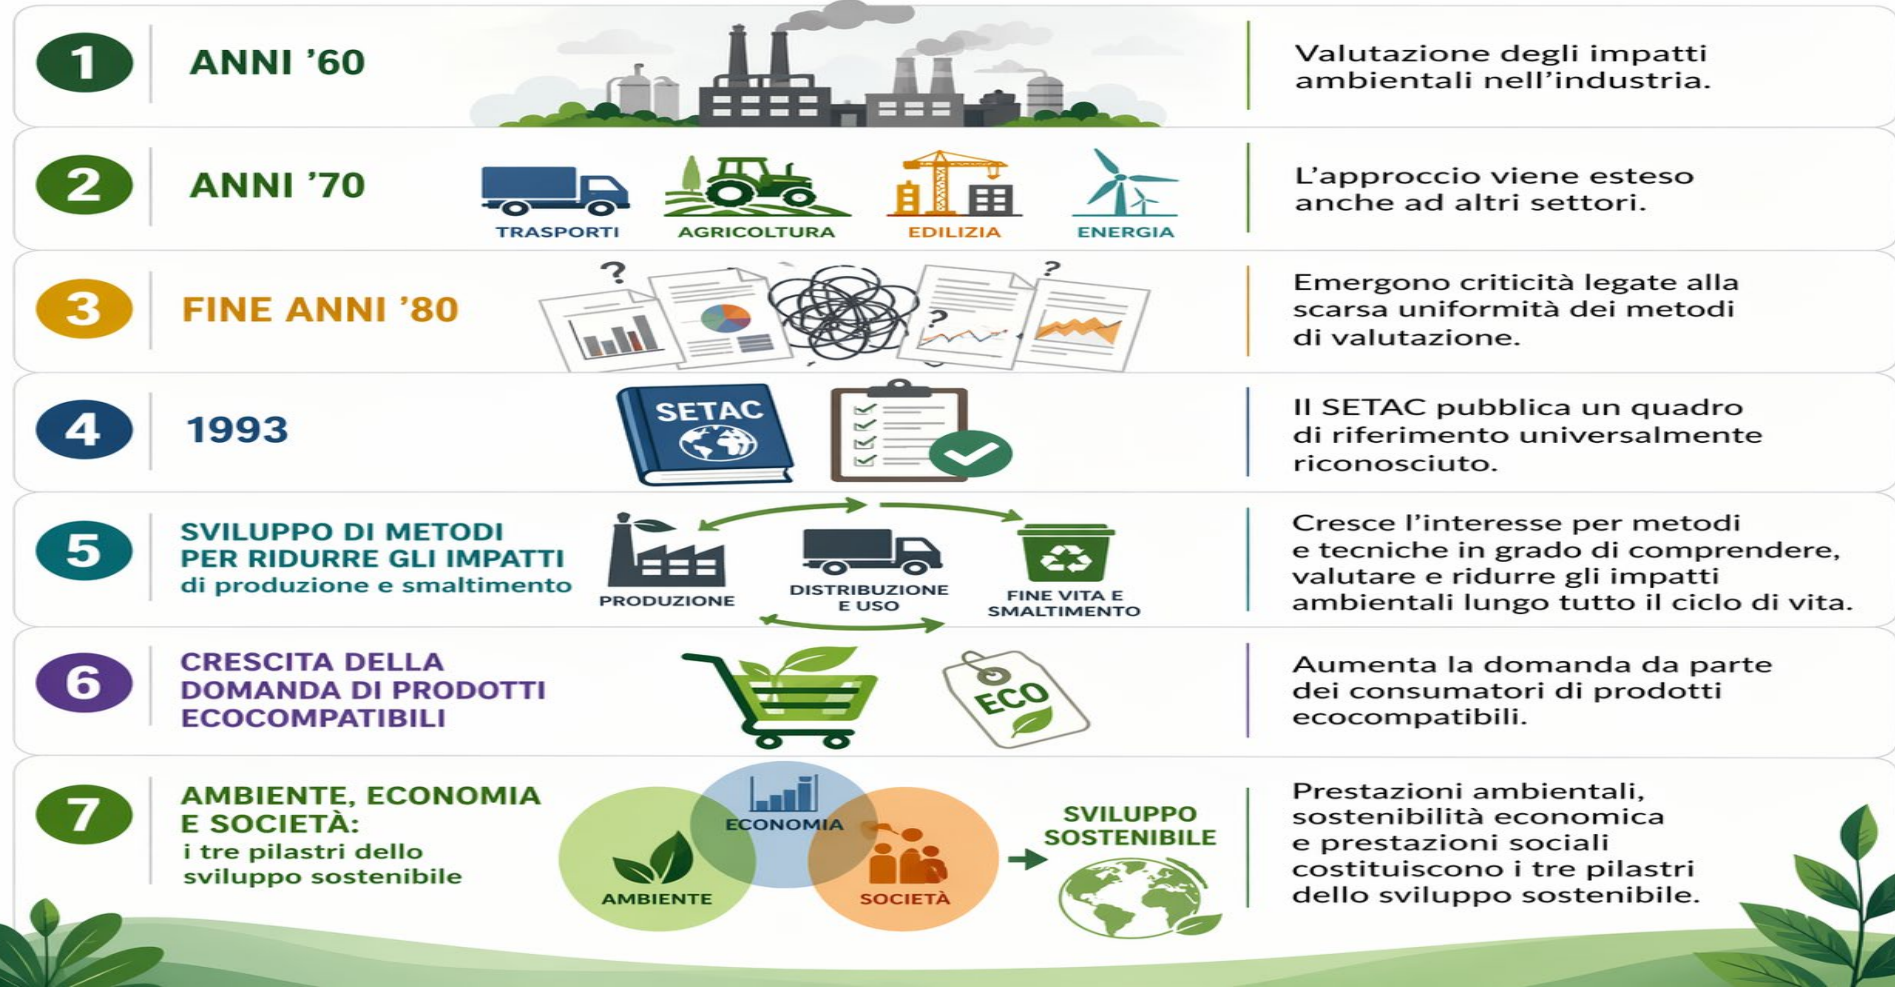 1
ANNI ’60
Valutazione degli impatti
ambientali nell’industria.
2
ANNI ’70
TRASPORTI
AGRICOLTURA
EDILIZIA
ENERGIA
L’approccio viene esteso
anche ad altri settori.
3
FINE ANNI ’80
?
?
?
Emergono criticità legate alla
scarsa uniformità dei metodi
di valutazione.
4
1993
SETAC
Il SETAC pubblica un quadro
di riferimento universalmente
riconosciuto.
5
SVILUPPO DI METODI
PER RIDURRE GLI IMPATTI
di produzione e smaltimento
PRODUZIONE
DISTRIBUZIONE
E USO
FINE VITA E
SMALTIMENTO
Cresce l’interesse per metodi
e tecniche in grado di comprendere,
valutare e ridurre gli impatti
ambientali lungo tutto il ciclo di vita.
6
CRESCITA DELLA
DOMANDA DI PRODOTTI
ECOCOMPATIBILI
ECO
Aumenta la domanda da parte
dei consumatori di prodotti
ecocompatibili.
7
AMBIENTE, ECONOMIA
E SOCIETÀ:
i tre pilastri dello
sviluppo sostenibile
ECONOMIA
AMBIENTE
SOCIETÀ
SVILUPPO
SOSTENIBILE
Prestazioni ambientali,
sostenibilità economica
e prestazioni sociali
costituiscono i tre pilastri
dello sviluppo sostenibile.